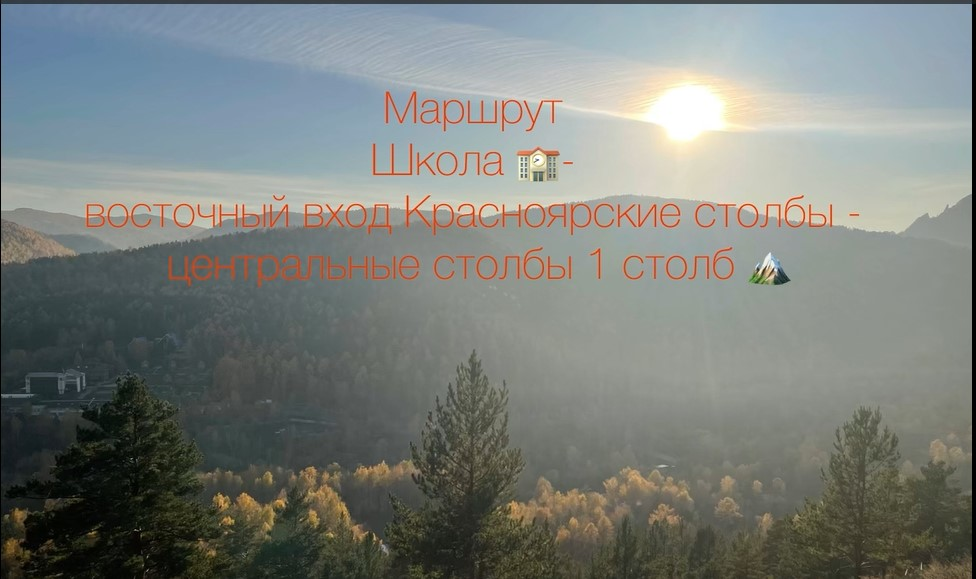 Маршрут
Школа 🏫-
восточный вход Красноярские столбы -
центральные столбы 1 столб ⛰️